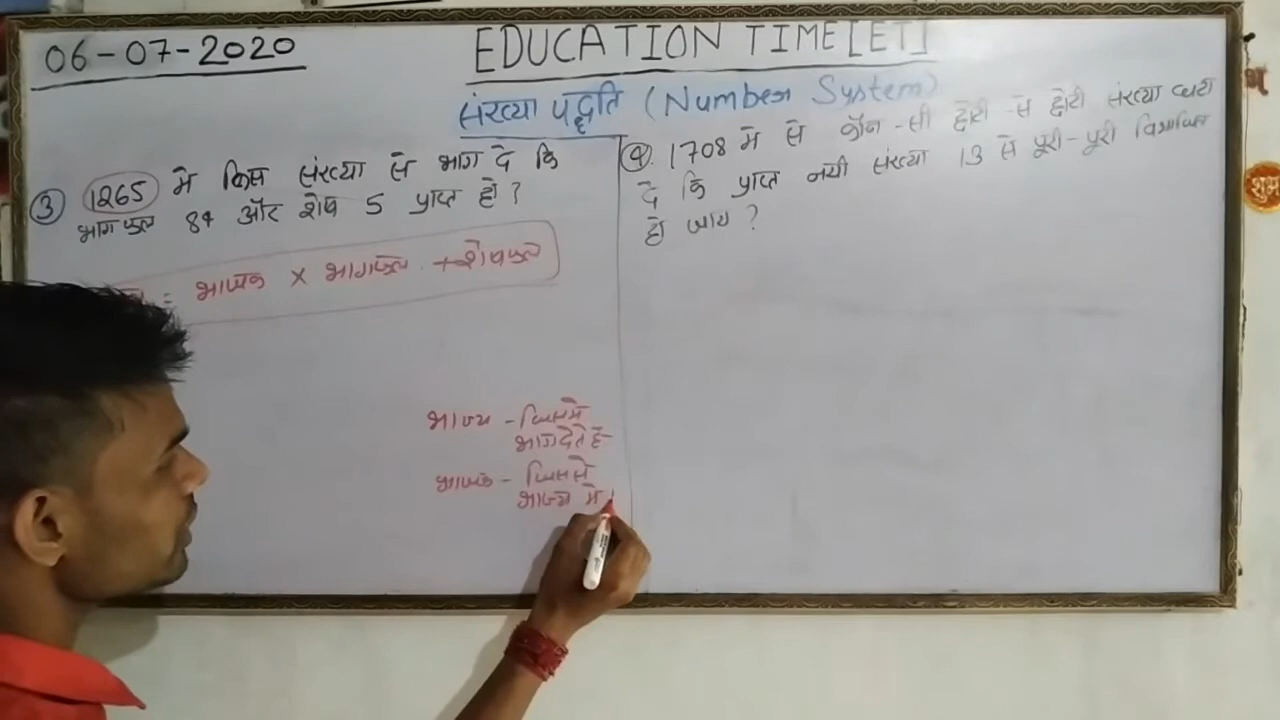 06-07-2020
EDUCATION TIME [ET]
संख्या पद्धति (Number System)
③ 1265 मे किस संख्या से भाग दे कि
भागफल 84 और शेष 5 प्राप्त हो ?
= भाजक × भागफल + शेषफल
भाज्य - जिसमे
भाग देते है
भाजक - जिससे
भाज्य मे
④. 1708 मे से कौन-सी छोटी-से छोटी संख्या घटा
दे कि प्राप्त नयी संख्या 13 से पूरी-पूरी विभाजित
हो जाय ?
शुभ